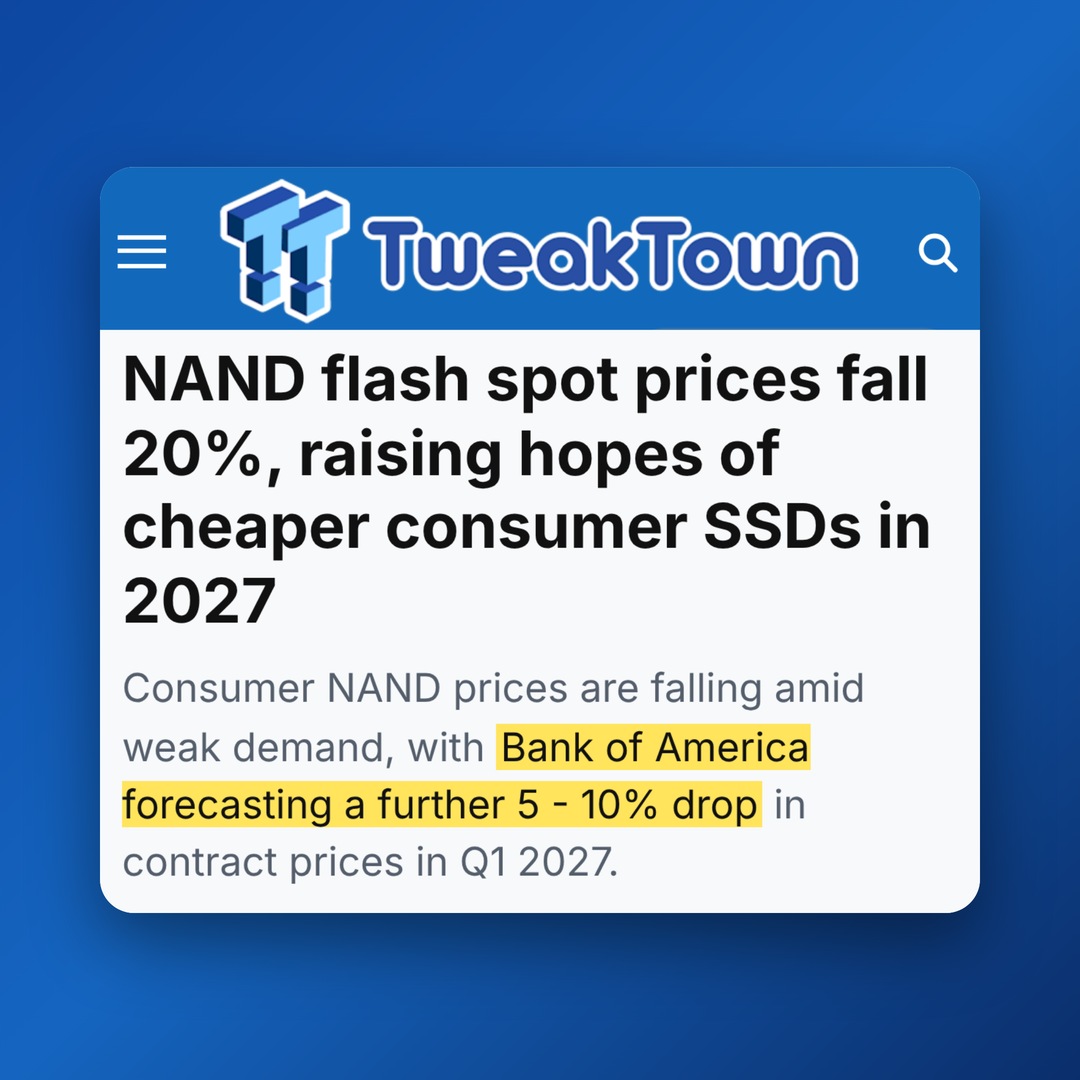 TweakTown
NAND flash spot prices fall
20%, raising hopes of
cheaper consumer SSDs in
2027
Consumer NAND prices are falling amid
weak demand, with Bank of America
forecasting a further 5 - 10% drop in
contract prices in Q1 2027.